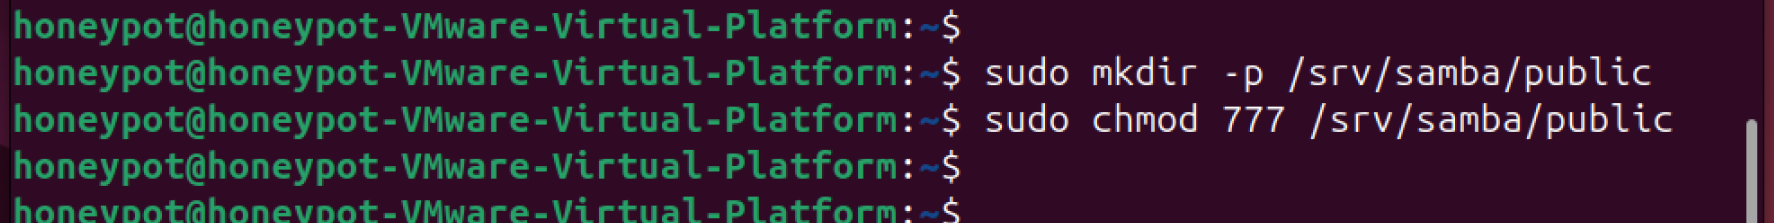 honeypot@honeypot-VMware-Virtual-Platform:~$
honeypot@honeypot-VMware-Virtual-Platform:~$ sudo mkdir -p /srv/samba/public
honeypot@honeypot-VMware-Virtual-Platform:~$ sudo chmod 777 /srv/samba/public
honeypot@honeypot-VMware-Virtual-Platform:~$
honeypot@honeypot-VMware-Virtual-Platform:~$